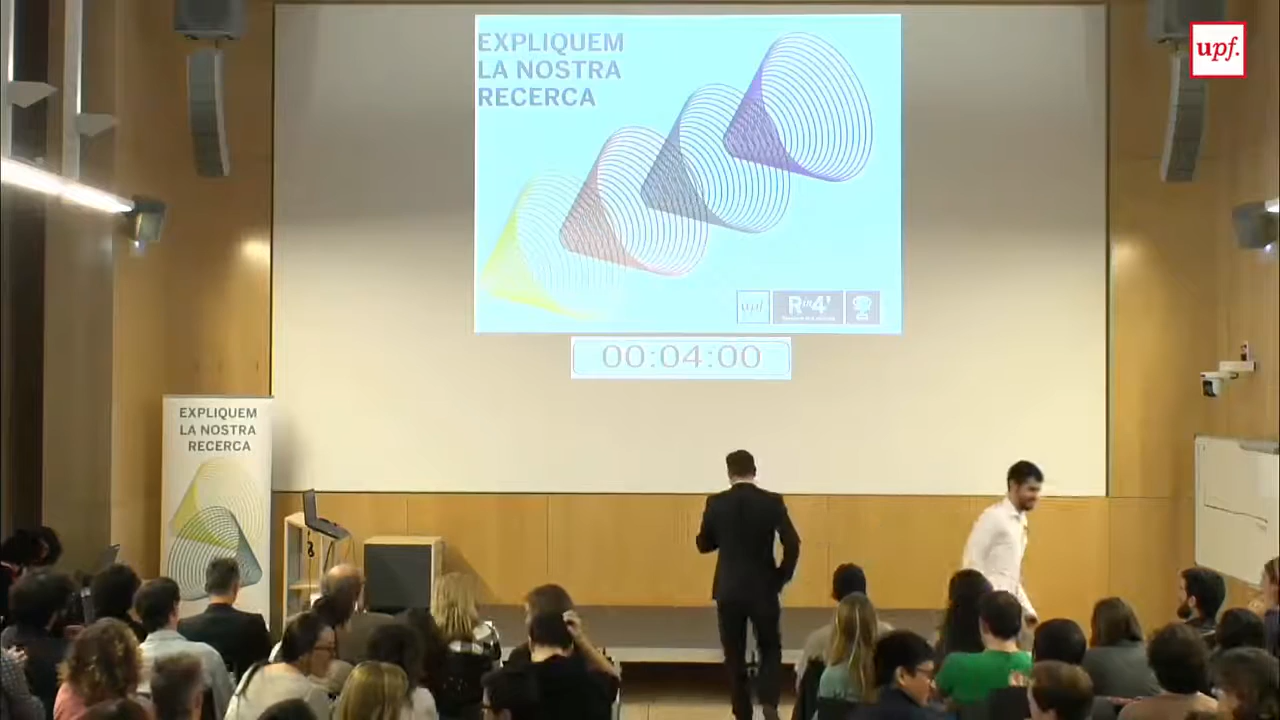 EXPLIQUEM
LA NOSTRA
RECERCA
upf.
upf.
R in 4'
00:04:00
EXPLIQUEM
LA NOSTRA
RECERCA